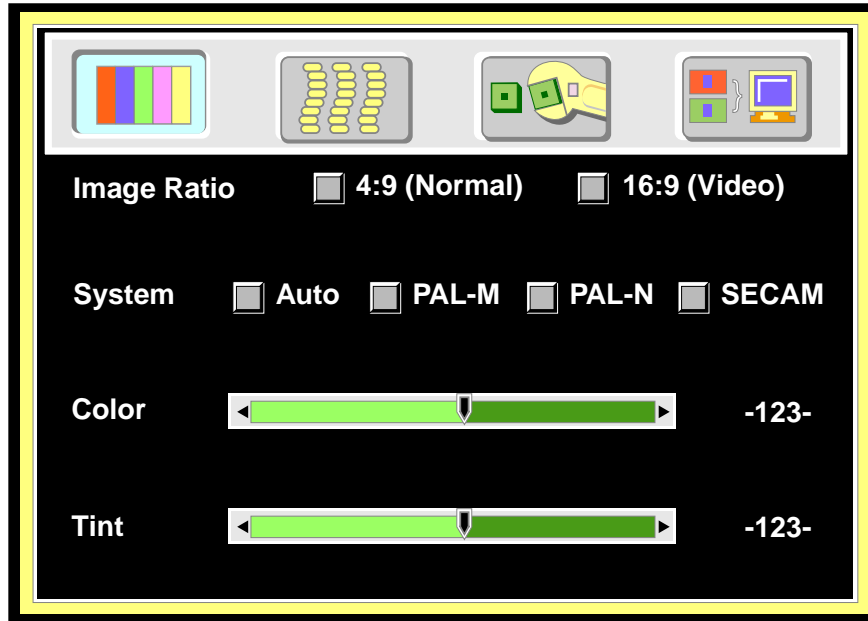 Image Ratio 4:9 (Normal) 16:9 (Video)
System Auto PAL-M PAL-N SECAM
Color -123-
Tint -123-